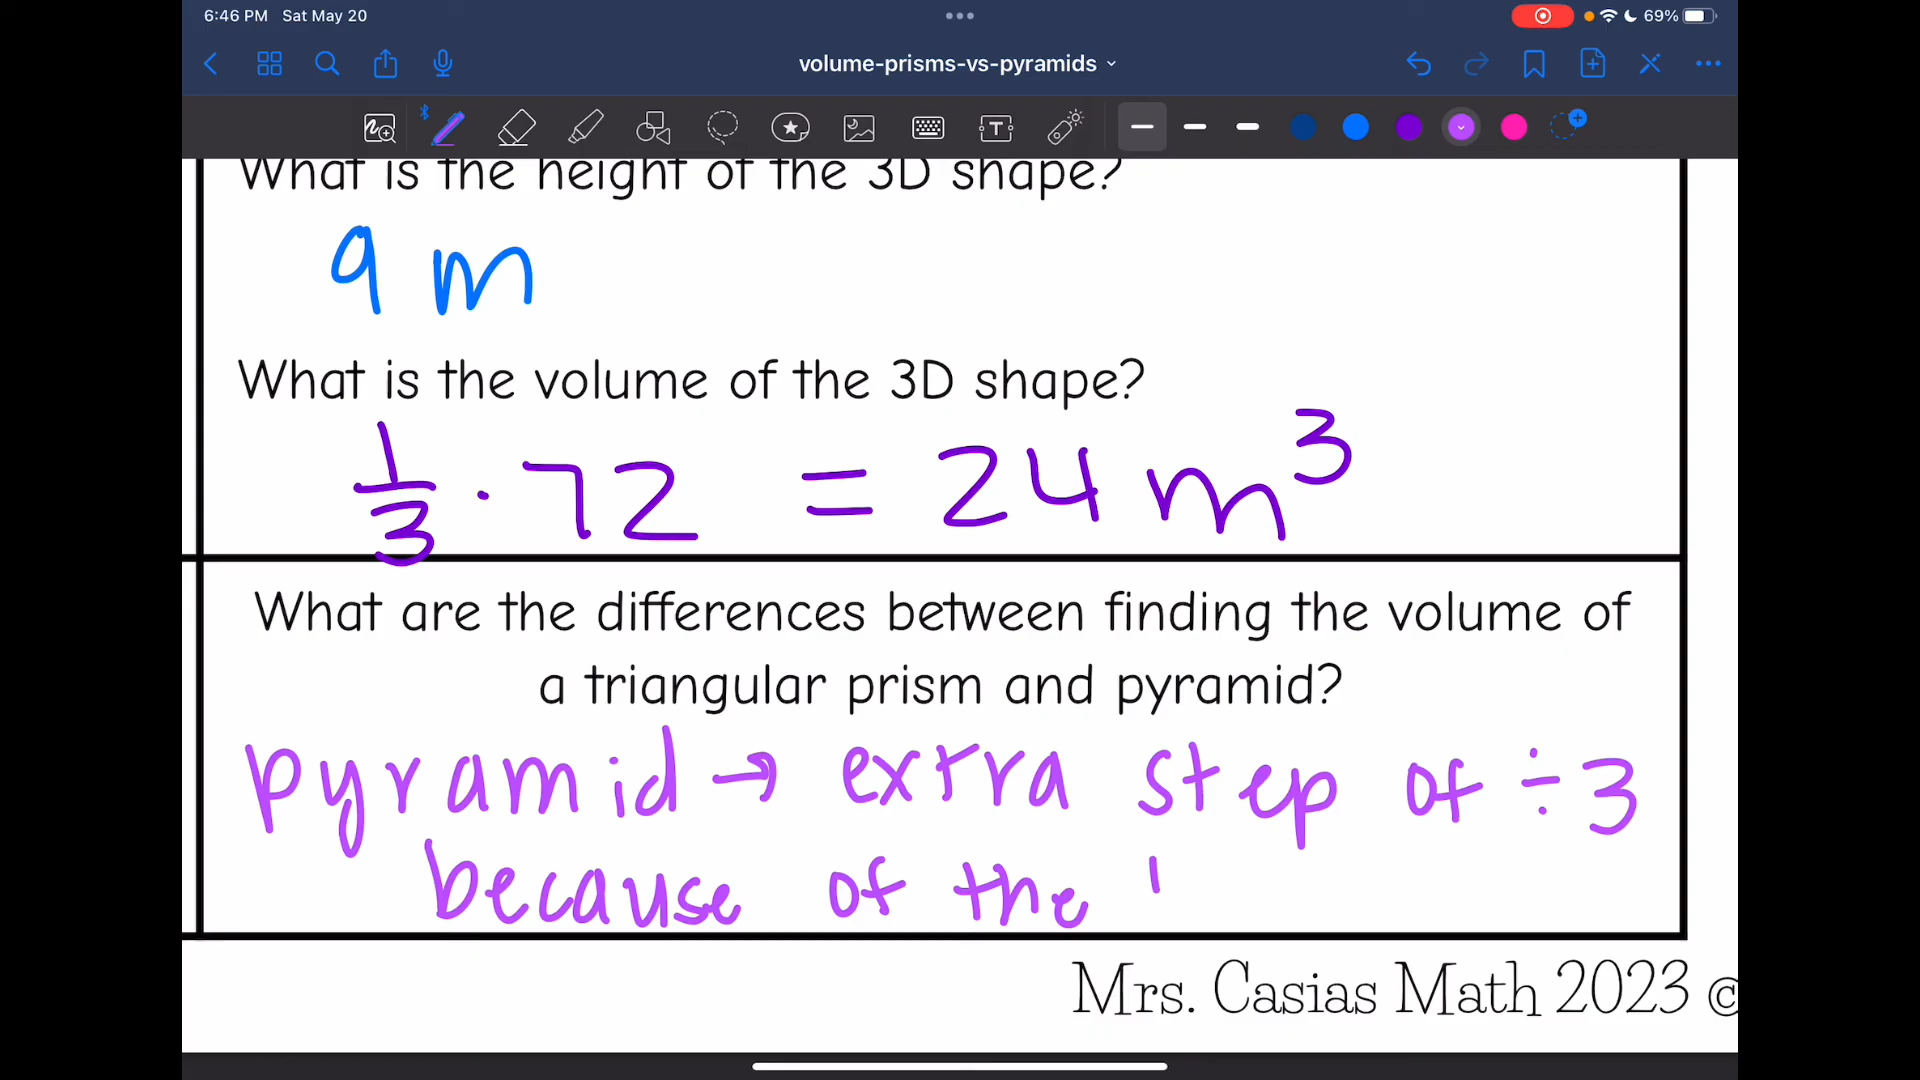 6:46 PM Sat May 20
69%
volume-prisms-vs-pyramids
What is the height of the 3D shape?
9 m
What is the volume of the 3D shape?
1/3 · 72 = 24 m³
What are the differences between finding the volume of
a triangular prism and pyramid?
pyramid → extra step of ÷ 3
because of the
Mrs. Casias Math 2023 ©